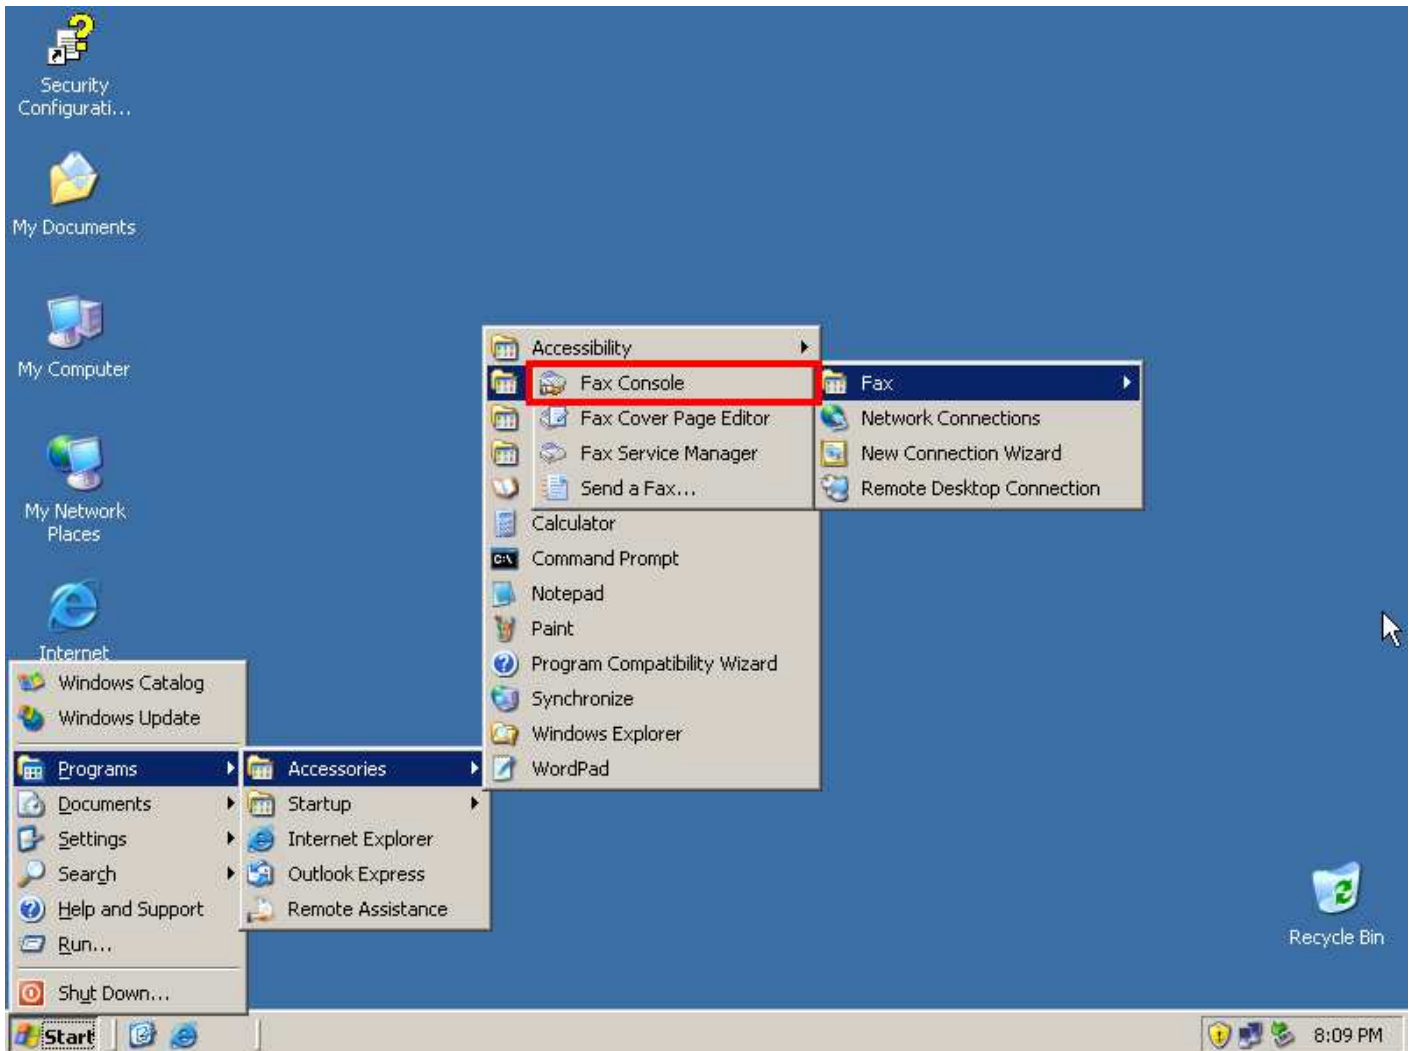 Security
Configurati...
My Documents
My Computer
My Network
Places
Internet
Windows Catalog
Windows Update
Programs
Documents
Settings
Search
Help and Support
Run...
Shut Down...
Accessories
Startup
Internet Explorer
Outlook Express
Remote Assistance
Accessibility
Calculator
Command Prompt
Notepad
Paint
Program Compatibility Wizard
Synchronize
Windows Explorer
WordPad
Fax
Network Connections
New Connection Wizard
Remote Desktop Connection
Fax Console
Fax Cover Page Editor
Fax Service Manager
Send a Fax...
Recycle Bin
Start
8:09 PM